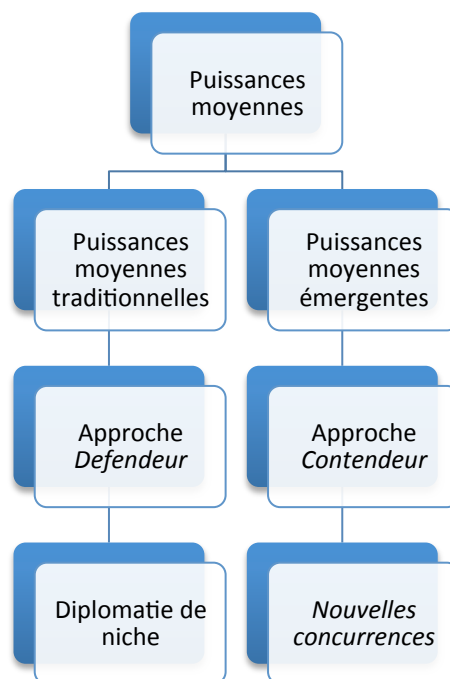 Puissances
moyennes
Puissances
moyennes
traditionnelles
Puissances
moyennes
émergentes
Approche
Defendeur
Approche
Contendeur
Diplomatie de
niche
Nouvelles
concurrences